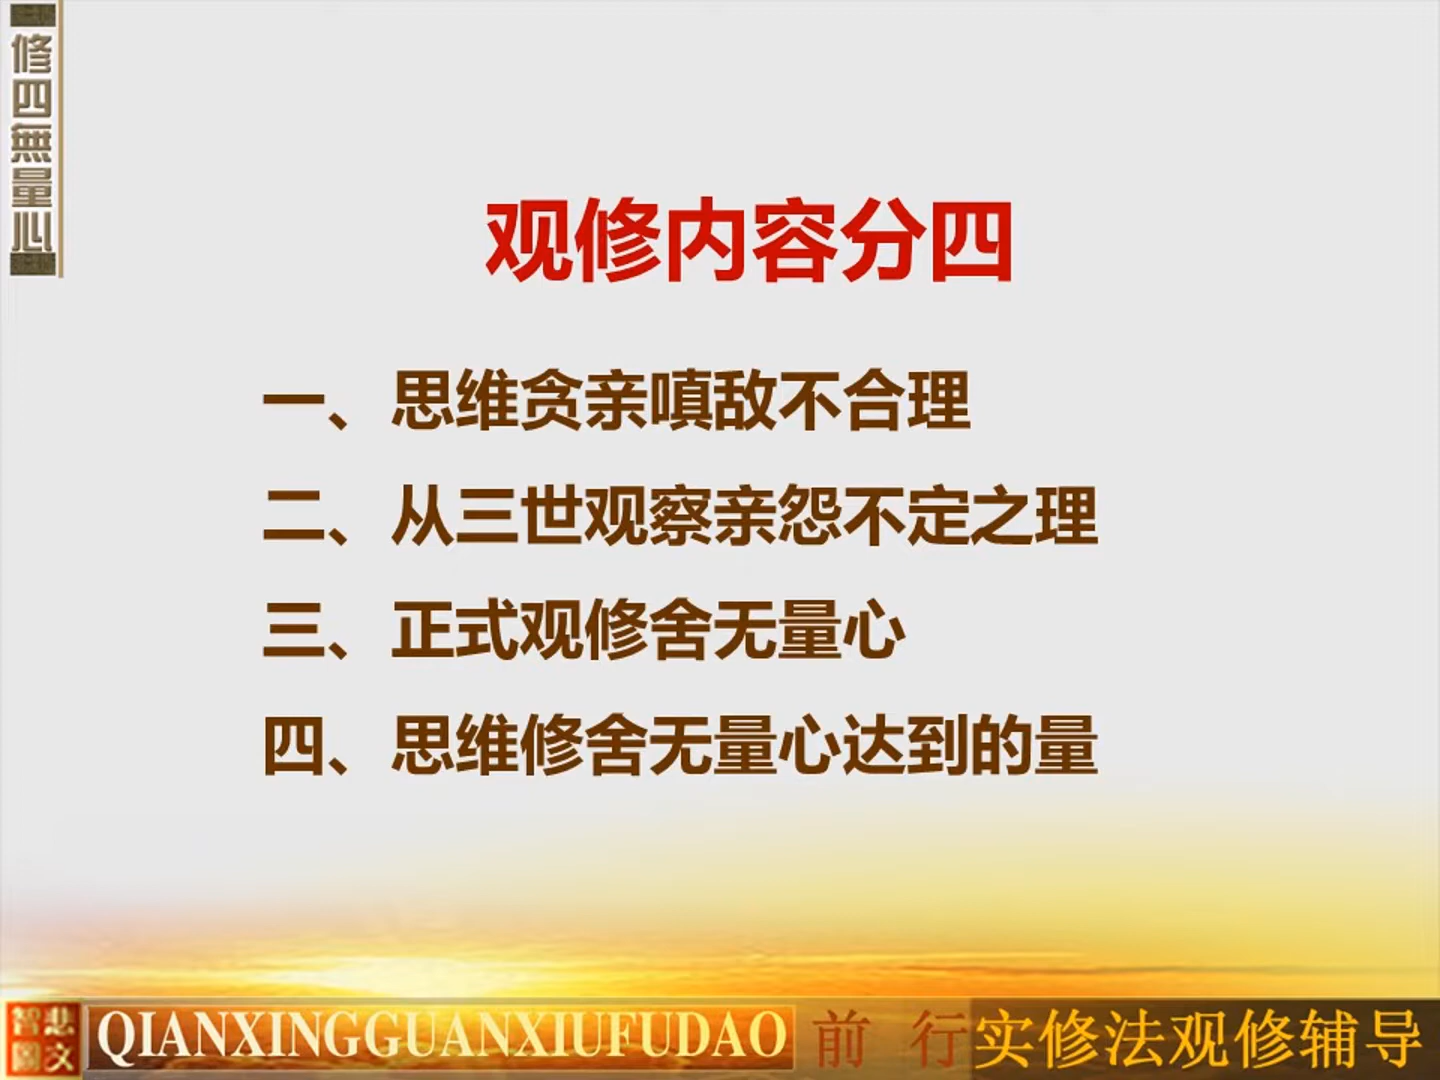 修四無量心
观修内容分四
一、思维贪亲嗔敌不合理
二、从三世观察亲怨不定之理
三、正式观修舍无量心
四、思维修舍无量心达到的量
智悲
圖文
QIANXINGGUANXIUFUDAO
前 行实修法观修辅导